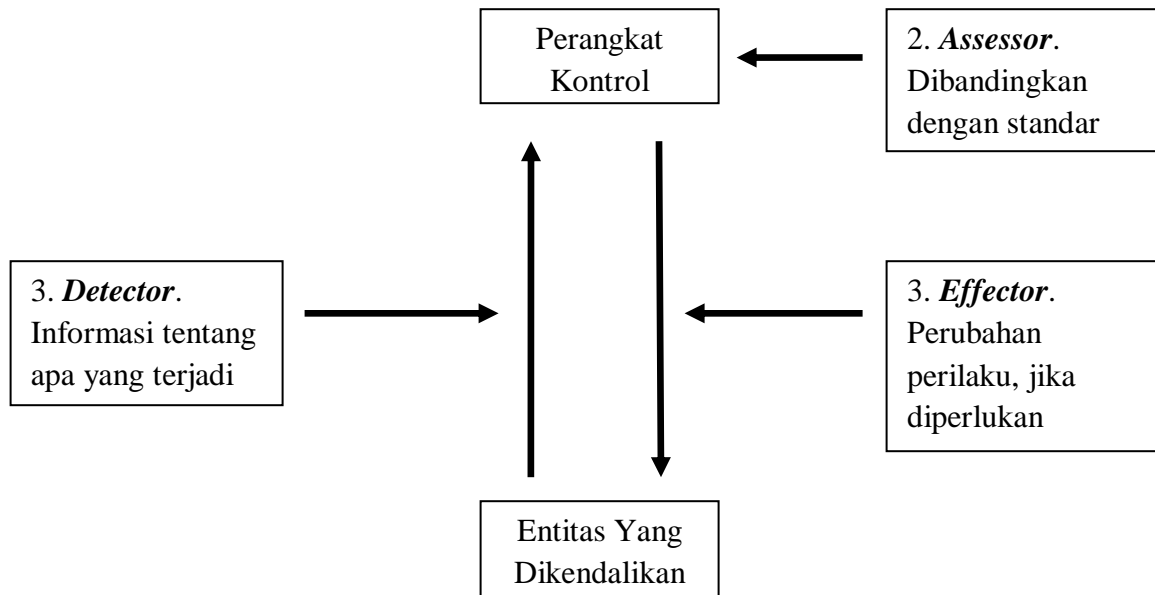 Perangkat
Kontrol
2. Assessor.
Dibandingkan
dengan standar
3. Detector.
Informasi tentang
apa yang terjadi
3. Effector.
Perubahan
perilaku, jika
diperlukan
Entitas Yang
Dikendalikan